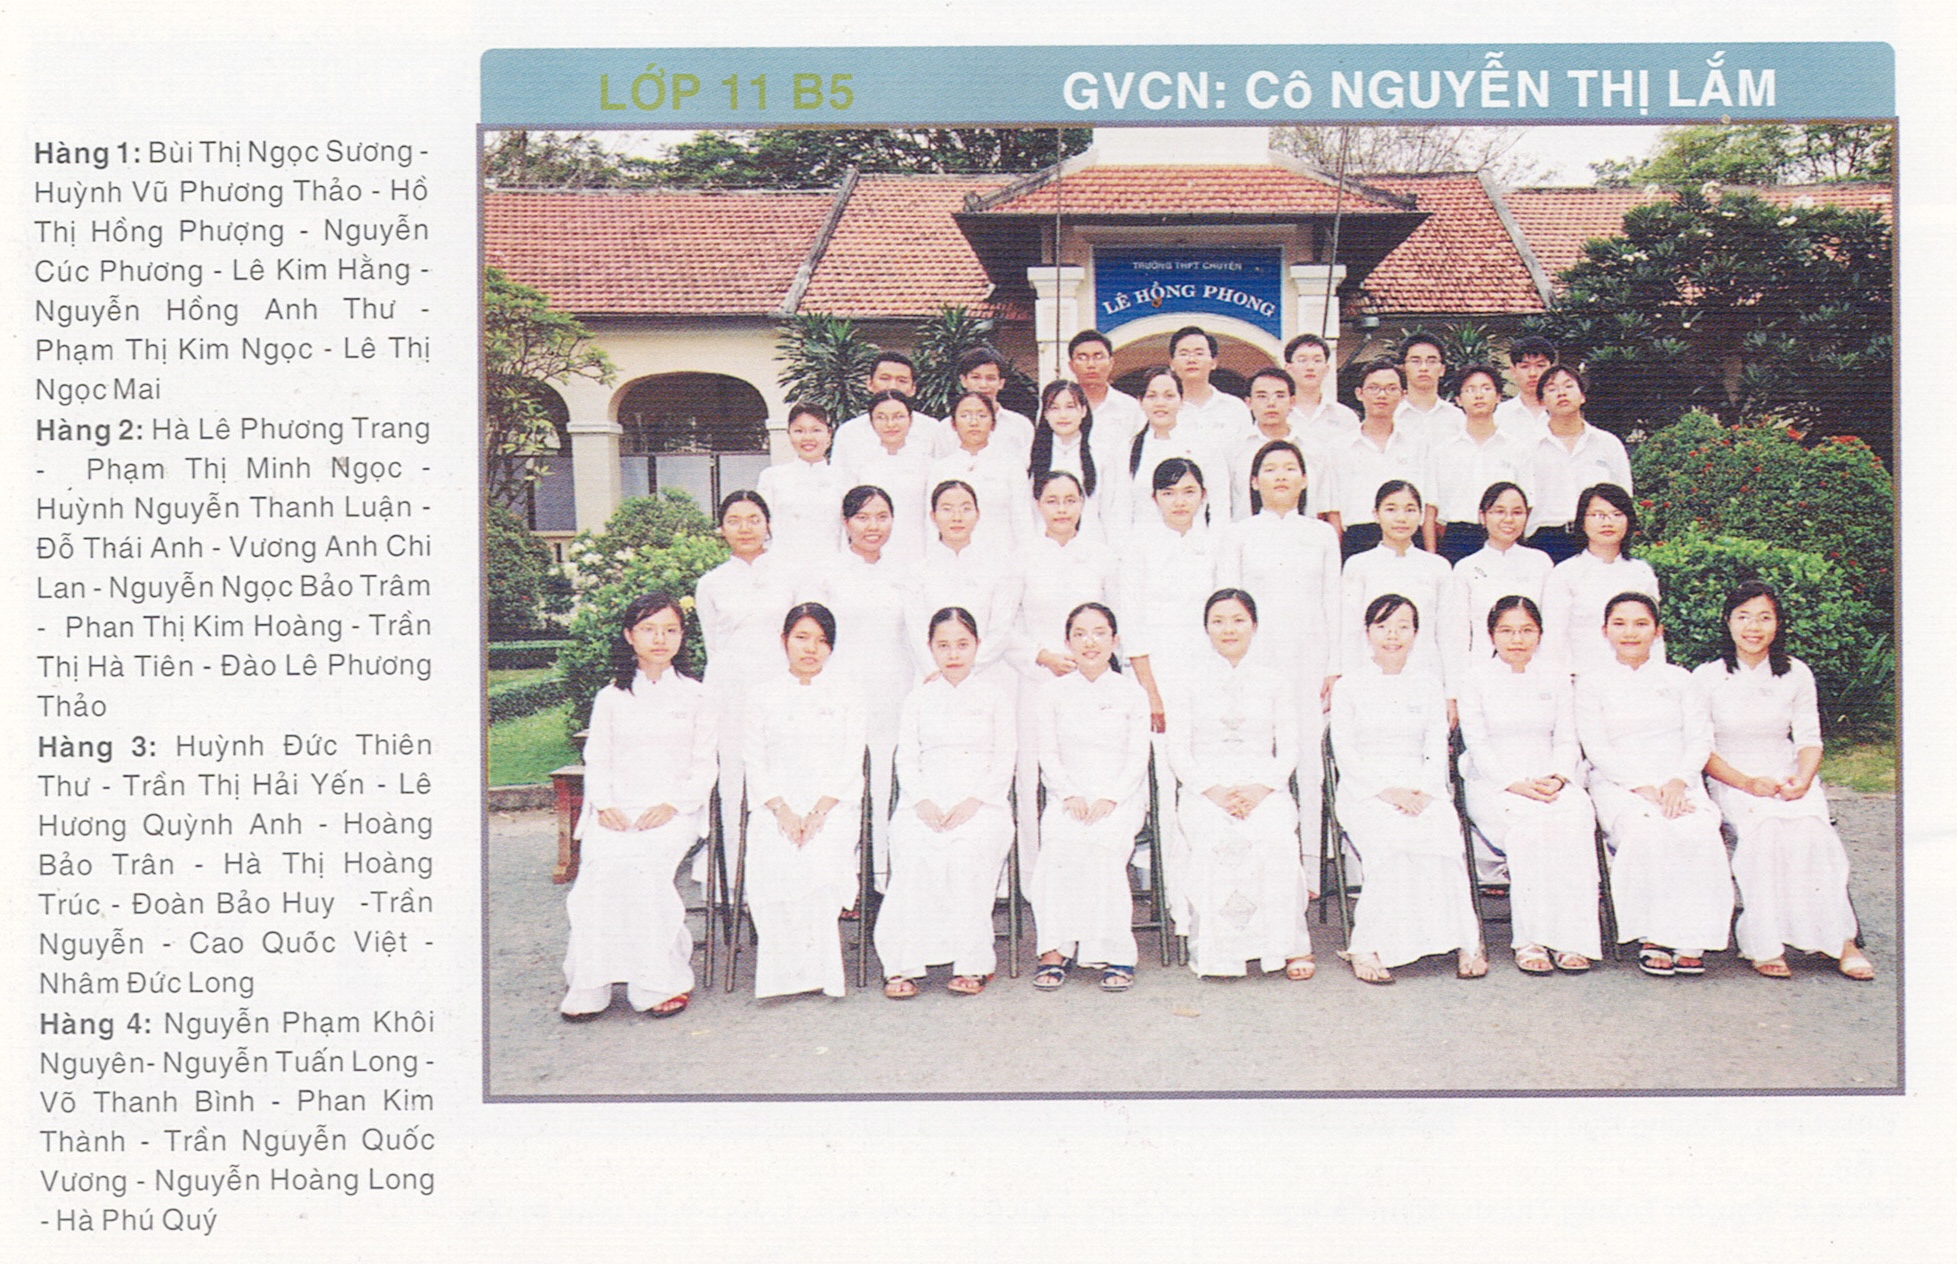 LỚP 11 B5 GVCN: Cô NGUYỄN THỊ LẮM
Hàng 1: Bùi Thị Ngọc Sương -
Huỳnh Vũ Phương Thảo - Hồ
Thị Hồng Phượng - Nguyễn
Cúc Phương - Lê Kim Hằng -
Nguyễn Hồng Anh Thư -
Phạm Thị Kim Ngọc - Lê Thị
Ngọc Mai
Hàng 2: Hà Lê Phương Trang
- Phạm Thị Minh Ngọc -
Huỳnh Nguyễn Thanh Luận -
Đỗ Thái Anh - Vương Anh Chi
Lan - Nguyễn Ngọc Bảo Trâm
- Phan Thị Kim Hoàng - Trần
Thị Hà Tiên - Đào Lê Phương
Thảo
Hàng 3: Huỳnh Đức Thiên
Thư - Trần Thị Hải Yến - Lê
Hương Quỳnh Anh - Hoàng
Bảo Trân - Hà Thị Hoàng
Trúc - Đoàn Bảo Huy -Trần
Nguyễn - Cao Quốc Việt -
Nhâm Đức Long
Hàng 4: Nguyễn Phạm Khôi
Nguyên- Nguyễn Tuấn Long -
Võ Thanh Bình - Phan Kim
Thành - Trần Nguyễn Quốc
Vương - Nguyễn Hoàng Long
- Hà Phú Quý
TRƯỜNG THPT CHUYÊN
LÊ HỒNG PHONG